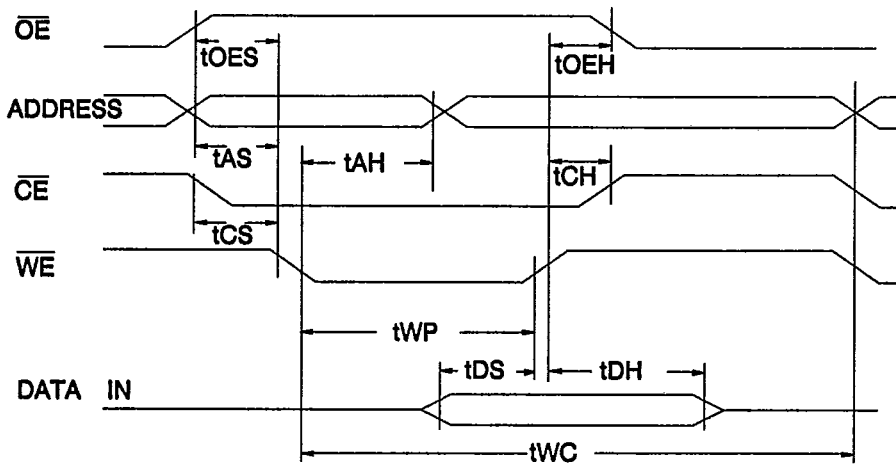 OE
tOES
tOEH
ADDRESS
tAS
tAH
tCH
CE
tCS
WE
tWP
tDS
tDH
DATA IN
tWC